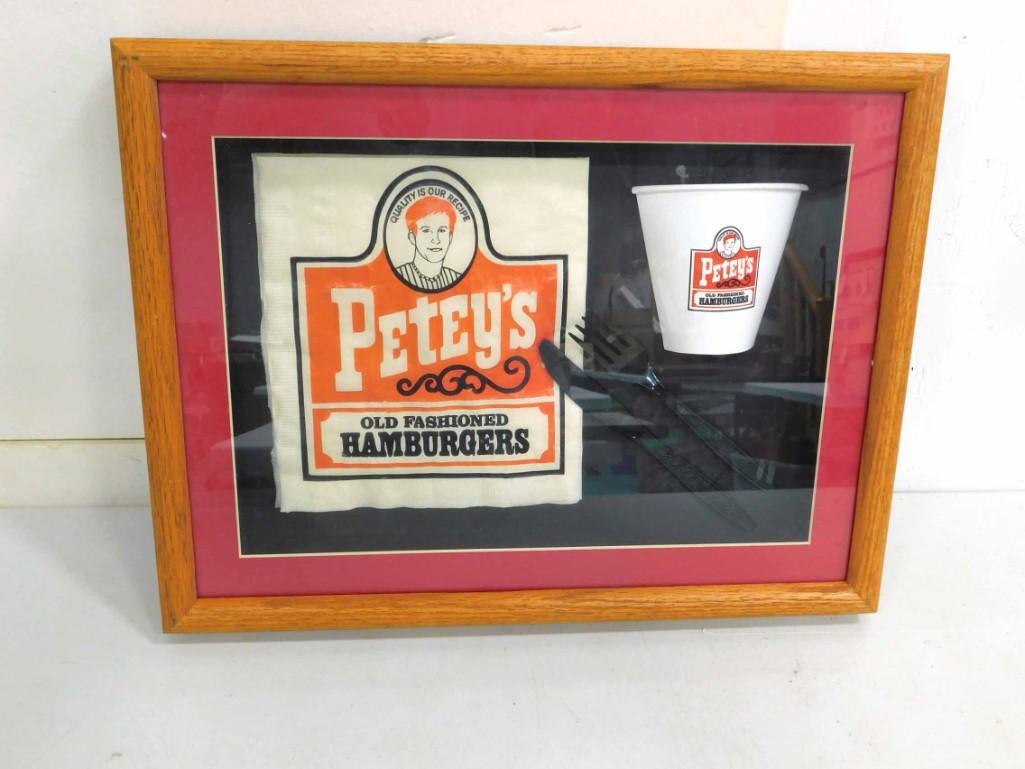 QUALITY IS OUR RECIPE
PETEY'S
OLD FASHIONED
HAMBURGERS
PETEY'S
OLD FASHIONED
HAMBURGERS